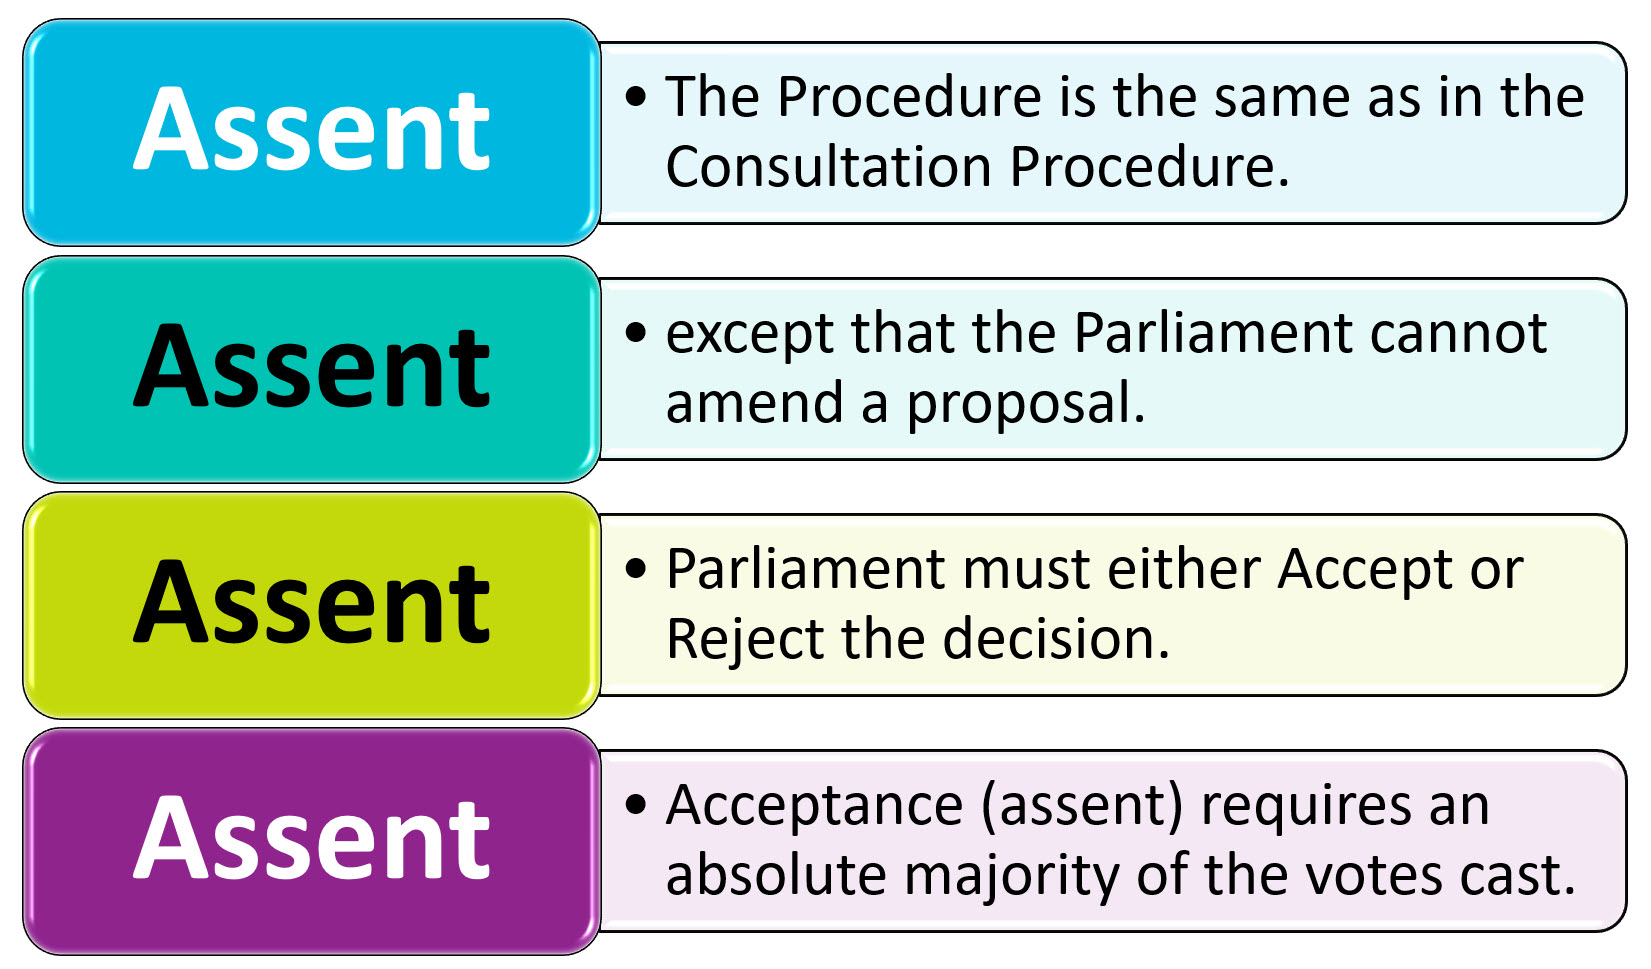 Assent
• The Procedure is the same as in the
Consultation Procedure.
Assent
• except that the Parliament cannot
amend a proposal.
Assent
• Parliament must either Accept or
Reject the decision.
Assent
• Acceptance (assent) requires an
absolute majority of the votes cast.